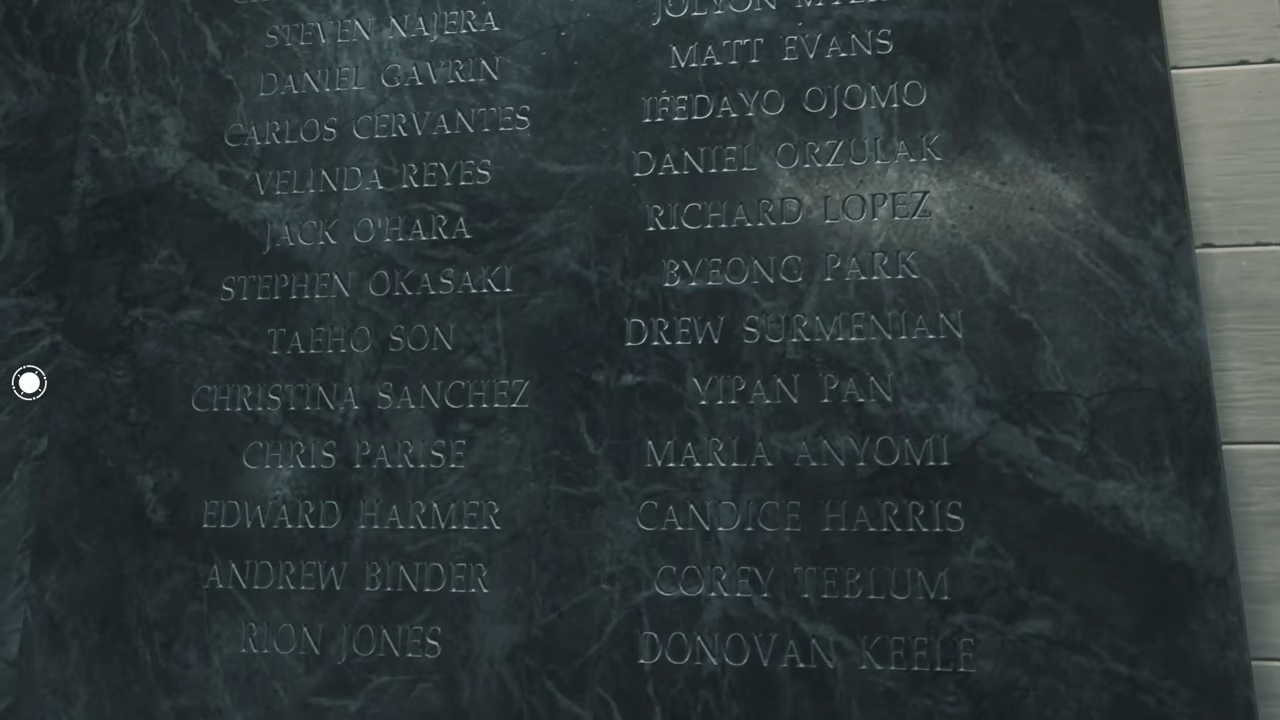 STEVEN NAJERA
DANIEL GAVRIN
CARLOS CERVANTES
VELINDA REYES
JACK O'HARA
STEPHEN OKASAKI
TAEHO SON
CHRISTINA SANCHEZ
CHRIS PARISE
EDWARD HARMER
ANDREW BINDER
RION JONES
JOLYON
MATT EVANS
IFEDAYO OJOMO
DANIEL ORZULAK
RICHARD LOPEZ
BYEONG PARK
DREW SURMENIAN
YIPAN PAN
MARLA ANYOMI
CANDICE HARRIS
COREY TEBLUM
DONOVAN KEELE